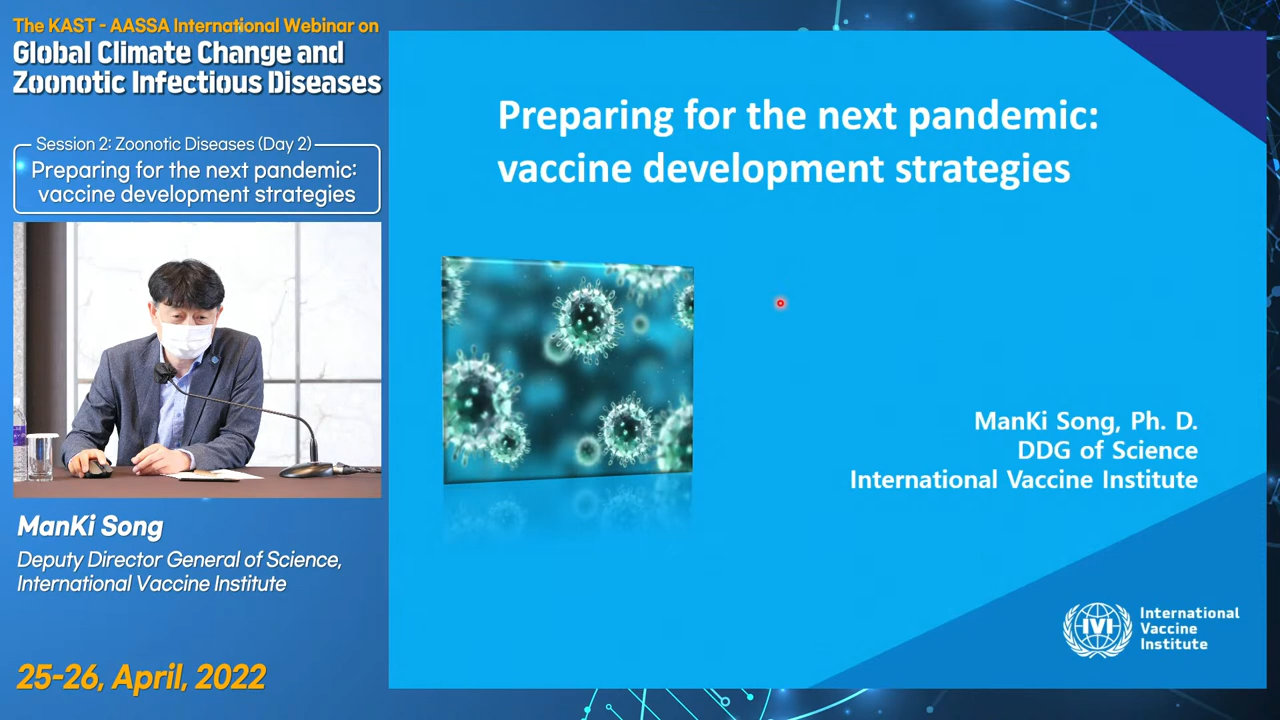 The KAST - AASSA International Webinar on
Global Climate Change and
Zoonotic Infectious Diseases
Session 2: Zoonotic Diseases (Day 2)
Preparing for the next pandemic:
vaccine development strategies
ManKi Song
Deputy Director General of Science,
International Vaccine Institute
25-26, April, 2022
Preparing for the next pandemic:
vaccine development strategies
ManKi Song, Ph. D.
DDG of Science
International Vaccine Institute
IVI
International
Vaccine
Institute